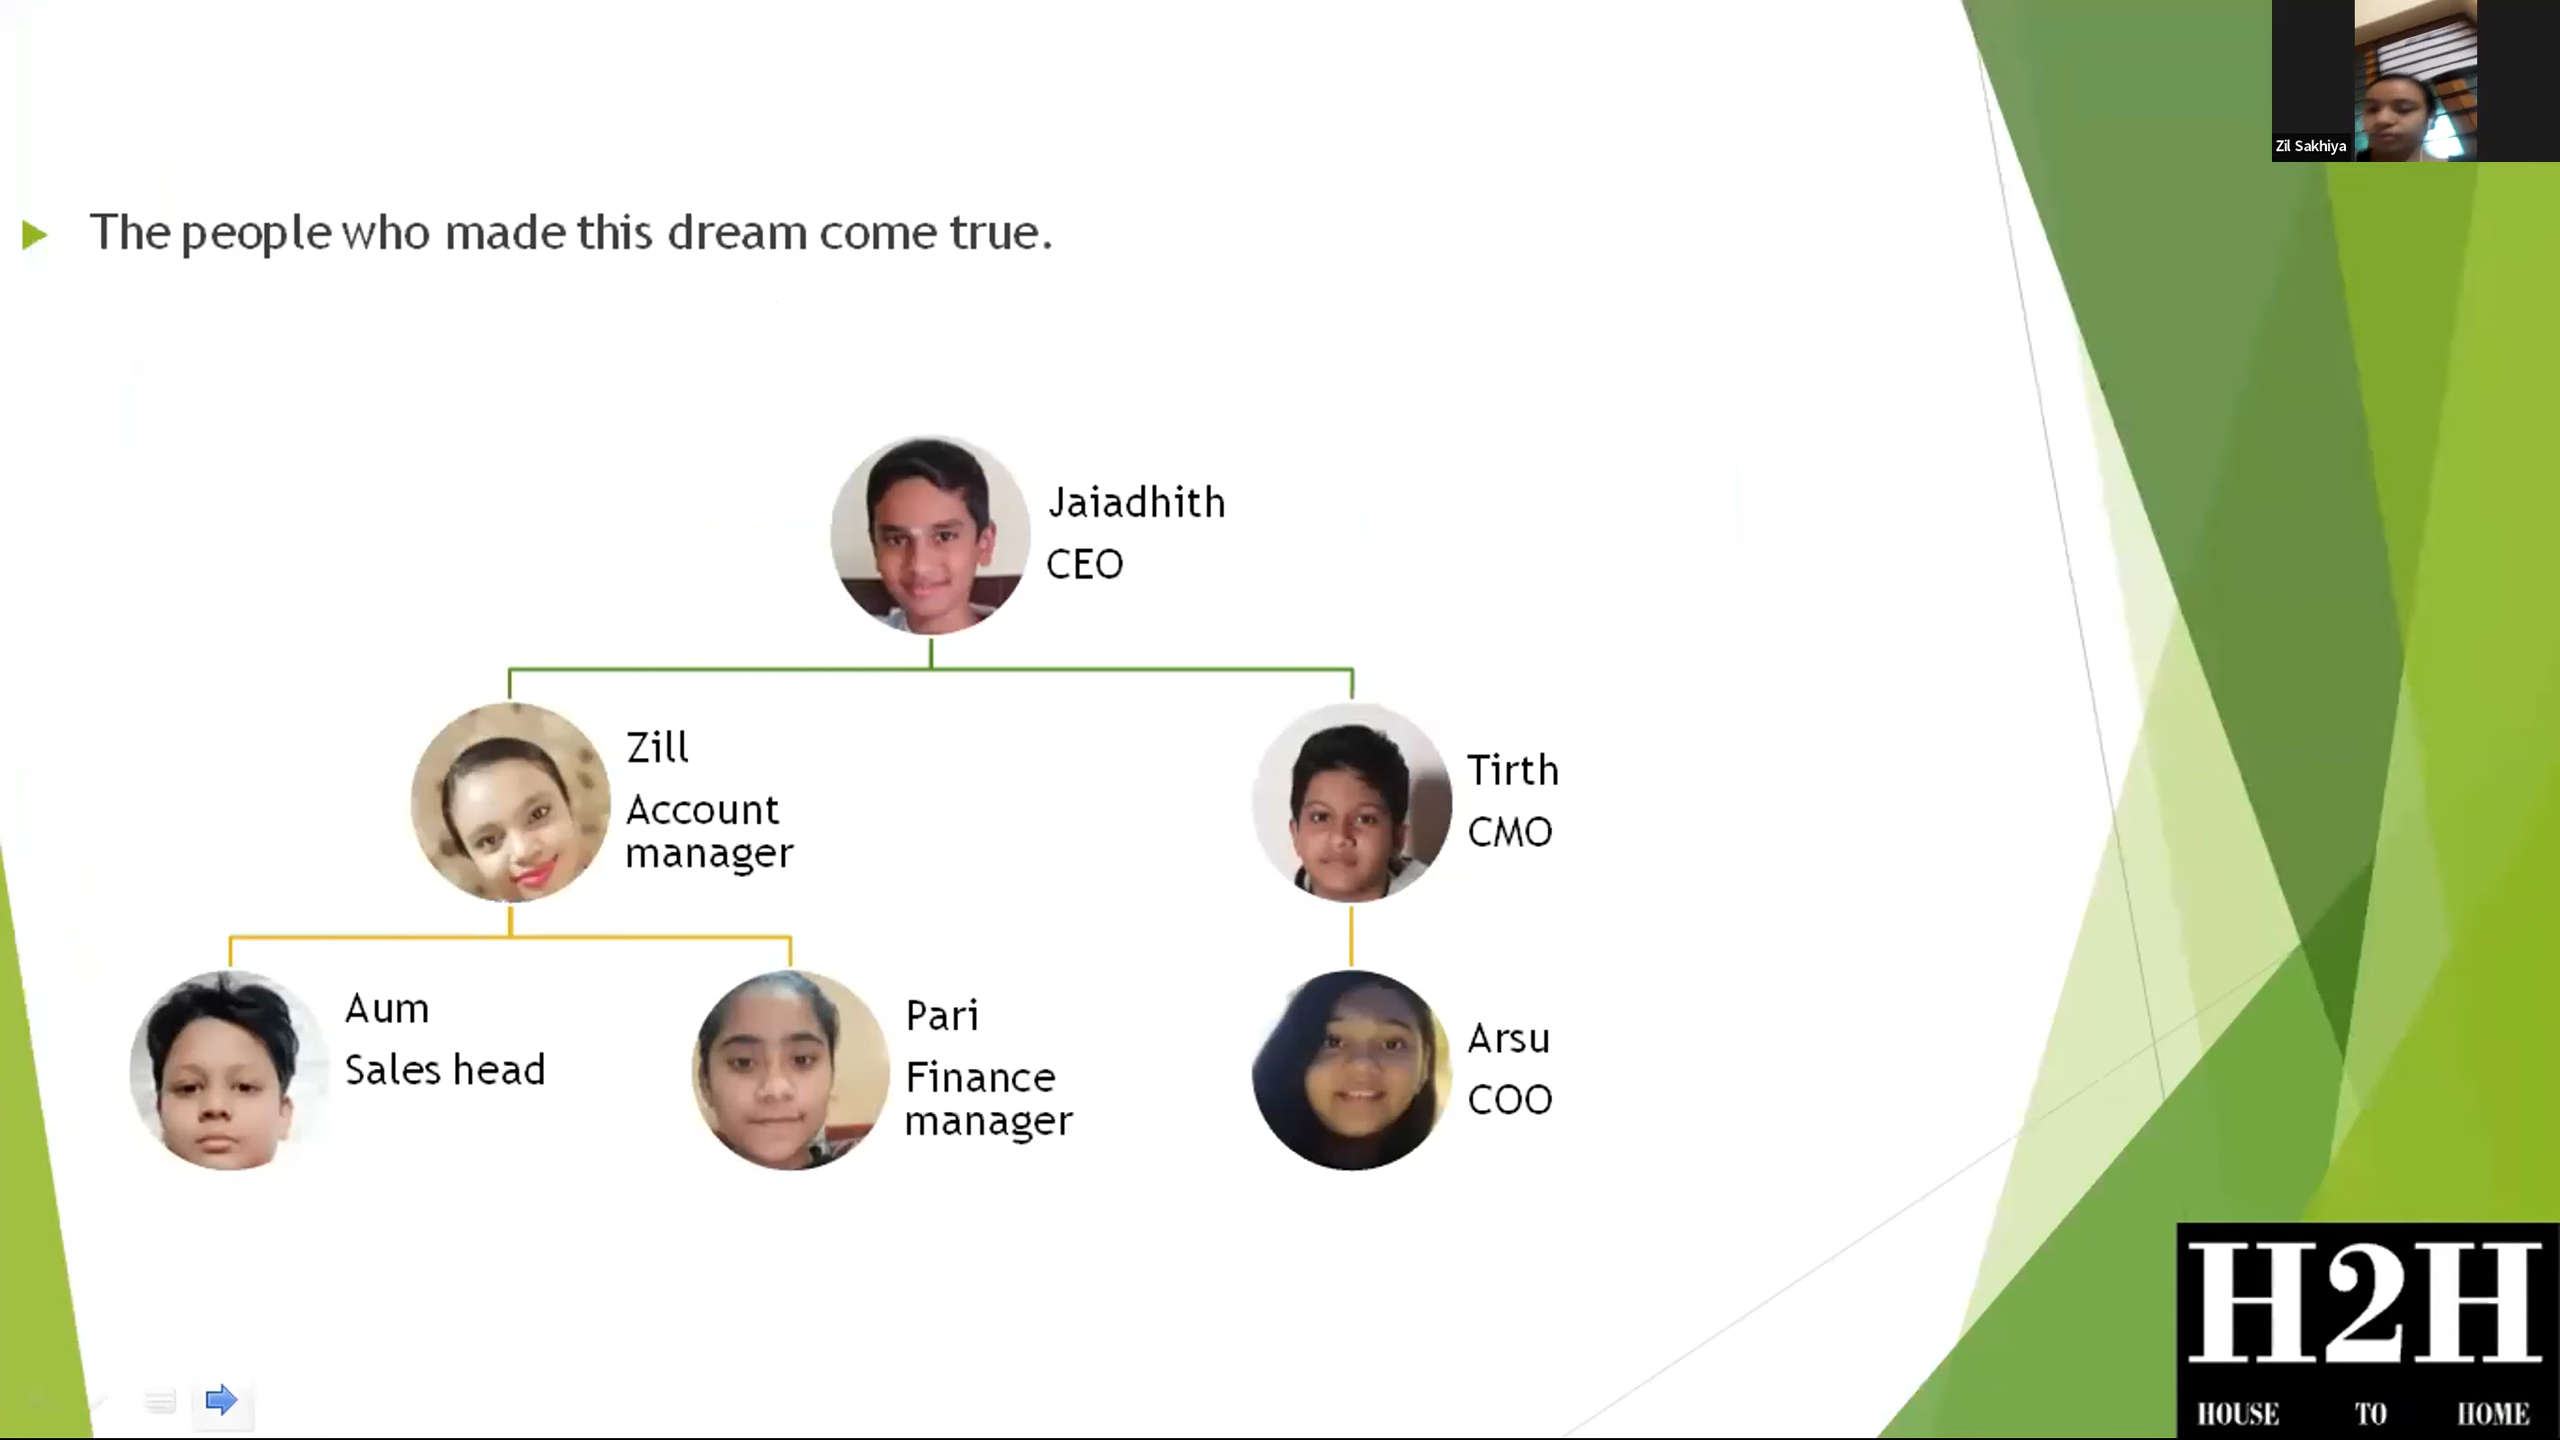 Zil Sakhiya
The people who made this dream come true.
Jaiadhith
CEO
Zill
Account
manager
Tirth
CMO
Aum
Sales head
Pari
Finance
manager
Arsu
COO
H2H
HOUSE TO HOME